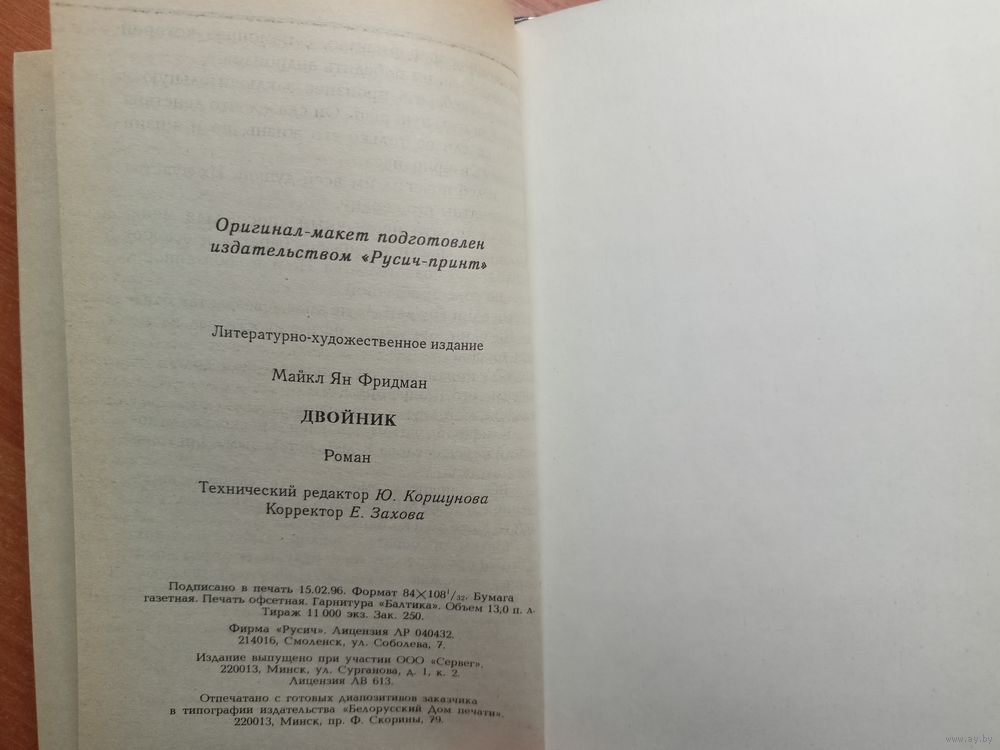 Оригинал-макет подготовлен
издательством «Русич-принт»
Литературно-художественное издание
Майкл Ян Фридман
ДВОЙНИК
Роман
Технический редактор Ю. Коршунова
Корректор Е. Захова
Подписано в печать 15.02.96. Формат 84×108¹/₃₂. Бумага
газетная. Печать офсетная. Гарнитура «Балтика». Объем 13,0 п. л.
Тираж 11 000 экз. Зак. 250.
Фирма «Русич». Лицензия ЛР 040432.
214016, Смоленск, ул. Соболева, 7.
Издание выпущено при участии ООО «Сервег».
220013, Минск, ул. Сурганова, д. 1, к. 2.
Лицензия ЛВ 613.
Отпечатано с готовых диапозитивов заказчика
в типографии издательства «Белорусский Дом печати».
220013, Минск, пр. Ф. Скорины, 79.
www.ay.by